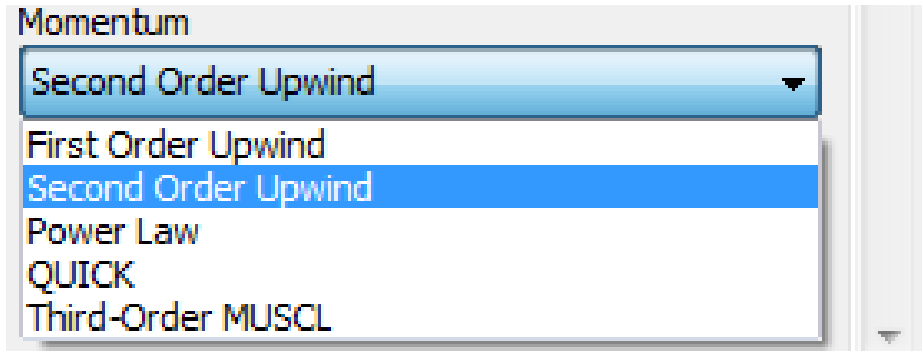 Momentum
Second Order Upwind
First Order Upwind
Second Order Upwind
Power Law
QUICK
Third-Order MUSCL